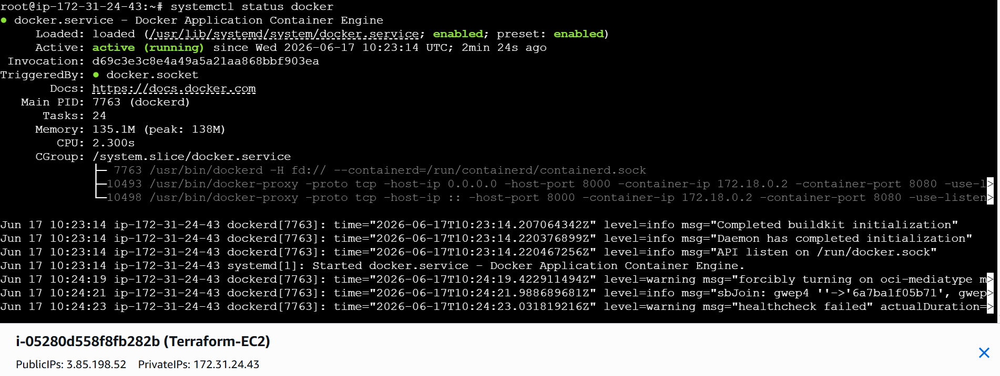 root@ip-172-31-24-43:~# systemctl status docker
● docker.service - Docker Application Container Engine
Loaded: loaded (/usr/lib/systemd/system/docker.service; enabled; preset: enabled)
Active: active (running) since Wed 2026-06-17 10:23:14 UTC; 2min 24s ago
Invocation: d69c3e3c8e4a49a5a21aa868bbf903ea
TriggeredBy: ● docker.socket
Docs: https://docs.docker.com
Main PID: 7763 (dockerd)
Tasks: 24
Memory: 135.1M (peak: 138M)
CPU: 2.300s
CGroup: /system.slice/docker.service
├─ 7763 /usr/bin/dockerd -H fd:// --containerd=/run/containerd/containerd.sock
├─10493 /usr/bin/docker-proxy -proto tcp -host-ip 0.0.0.0 -host-port 8000 -container-ip 172.18.0.2 -container-port 8080 -use-l>
└─10498 /usr/bin/docker-proxy -proto tcp -host-ip :: -host-port 8000 -container-ip 172.18.0.2 -container-port 8080 -use-listen>
Jun 17 10:23:14 ip-172-31-24-43 dockerd[7763]: time="2026-06-17T10:23:14.207064342Z" level=info msg="Completed buildkit initialization"
Jun 17 10:23:14 ip-172-31-24-43 dockerd[7763]: time="2026-06-17T10:23:14.220376899Z" level=info msg="Daemon has completed initialization"
Jun 17 10:23:14 ip-172-31-24-43 dockerd[7763]: time="2026-06-17T10:23:14.220467256Z" level=info msg="API listen on /run/docker.sock"
Jun 17 10:23:14 ip-172-31-24-43 systemd[1]: Started docker.service - Docker Application Container Engine.
Jun 17 10:24:19 ip-172-31-24-43 dockerd[7763]: time="2026-06-17T10:24:19.422911494Z" level=warning msg="forcibly turning on oci-mediatype m>
Jun 17 10:24:21 ip-172-31-24-43 dockerd[7763]: time="2026-06-17T10:24:21.988689681Z" level=info msg="sbJoin: gwep4 ''->'6a7ba1f05b71', gwep>
Jun 17 10:24:23 ip-172-31-24-43 dockerd[7763]: time="2026-06-17T10:24:23.031819216Z" level=warning msg="healthcheck failed" actualDuration=>
i-05280d558f8fb282b (Terraform-EC2)
PublicIPs: 3.85.198.52 PrivateIPs: 172.31.24.43